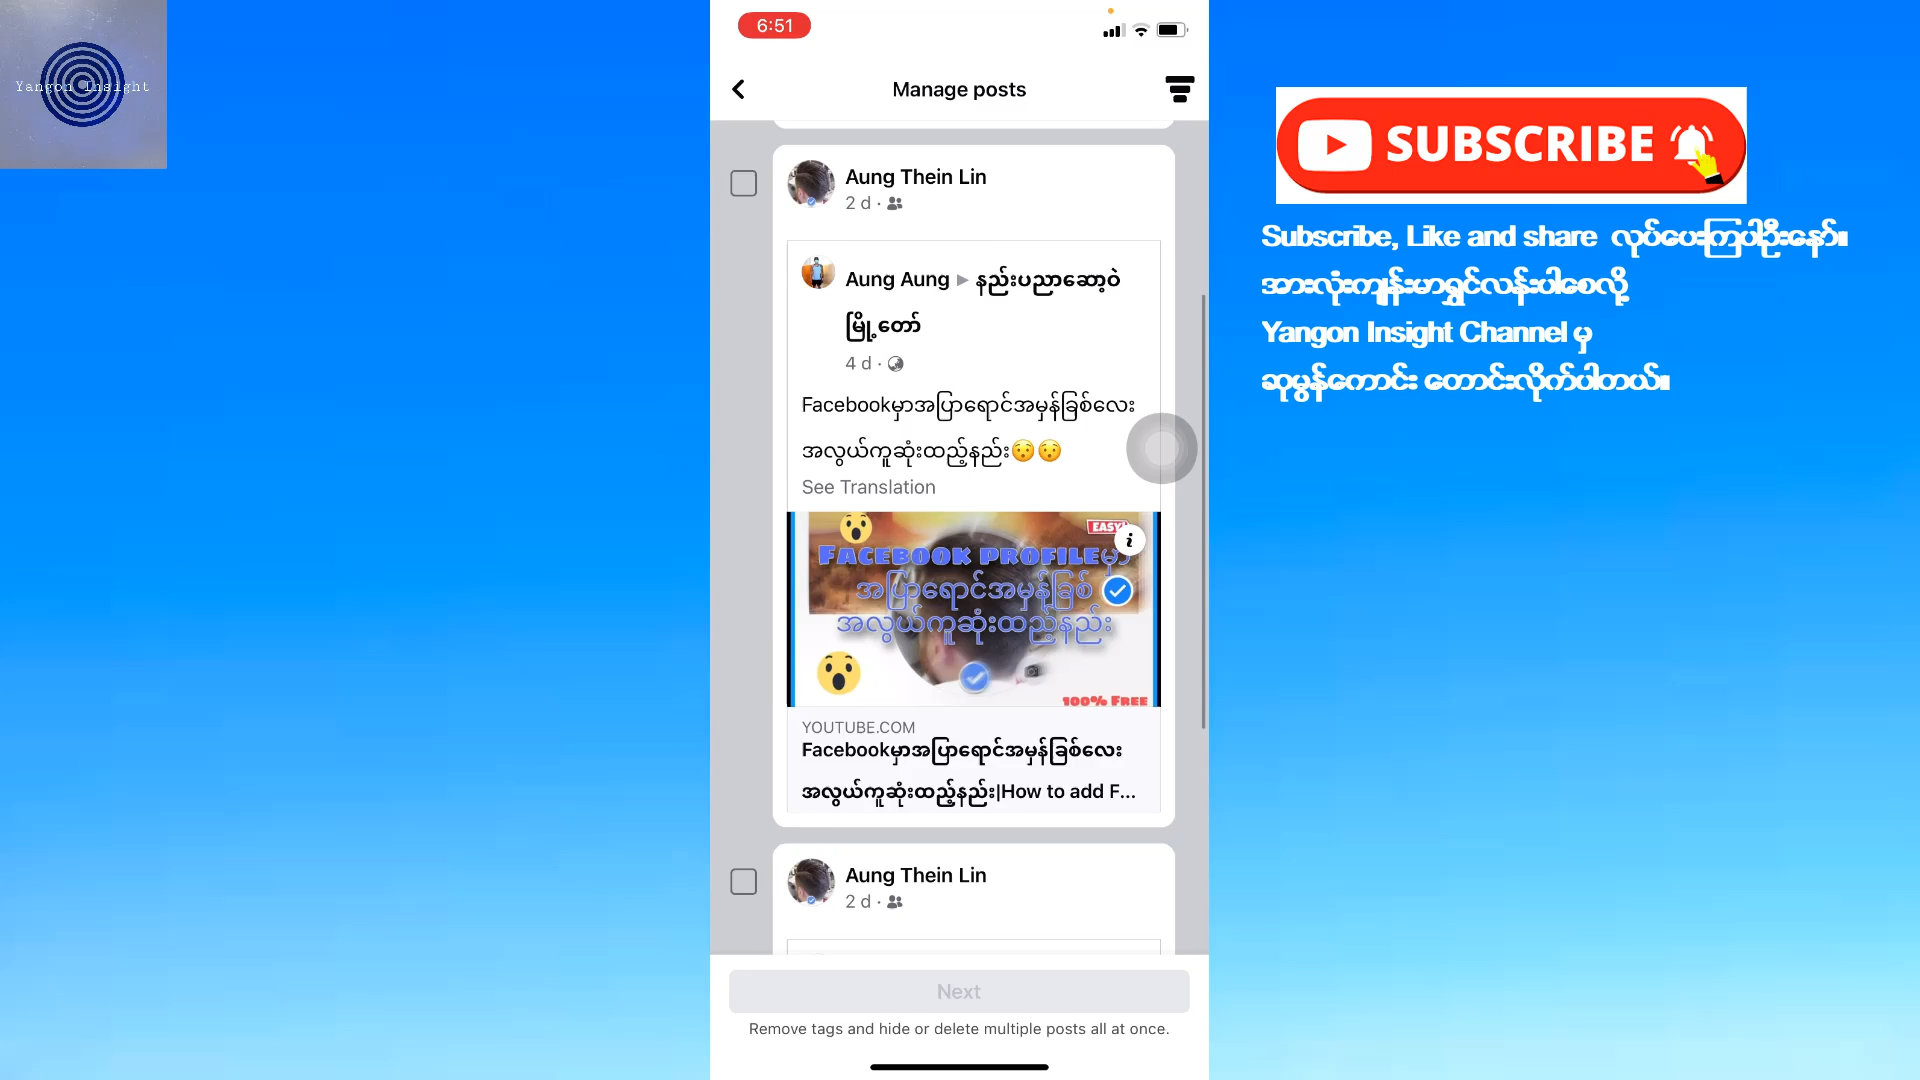 Yangon Insight
6:51
Manage posts
Aung Thein Lin
2 d ·
Aung Aung ▶ နည်းပညာဆော့ဝဲ
မြို့တော်
4 d ·
Facebookမှာအပြာရောင်အမှန်ခြစ်လေး
အလွယ်ကူဆုံးထည့်နည်း😯😯
See Translation
EASY!
FACEBOOK PROFILEမှာ
အပြာရောင်အမှန်ခြစ်
အလွယ်ကူဆုံးထည့်နည်း
100% FREE
YOUTUBE.COM
Facebookမှာအပြာရောင်အမှန်ခြစ်လေး
အလွယ်ကူဆုံးထည့်နည်း|How to add F...
Aung Thein Lin
2 d ·
Next
Remove tags and hide or delete multiple posts all at once.
SUBSCRIBE
Subscribe, Like and share လုပ်ပေးကြပါဦးနော်။
အားလုံးကျန်းမာရွှင်လန်းပါစေလို့
Yangon Insight Channel မှ
ဆုမွန်ကောင်း တောင်းလိုက်ပါတယ်။